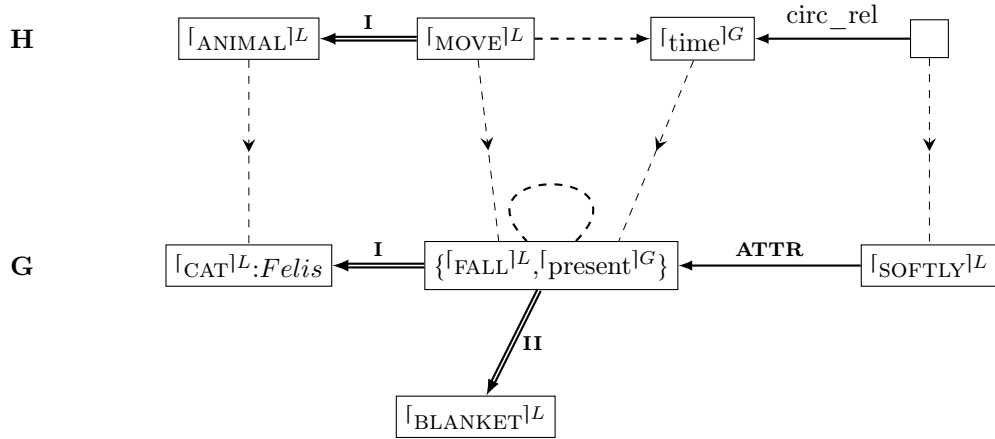 circ_rel
H ⌈ANIMAL⌉L I ⌈MOVE⌉L ⌈time⌉G
G ⌈CAT⌉L:Felis I {⌈FALL⌉L,⌈present⌉G} ATTR ⌈SOFTLY⌉L
II
⌈BLANKET⌉L